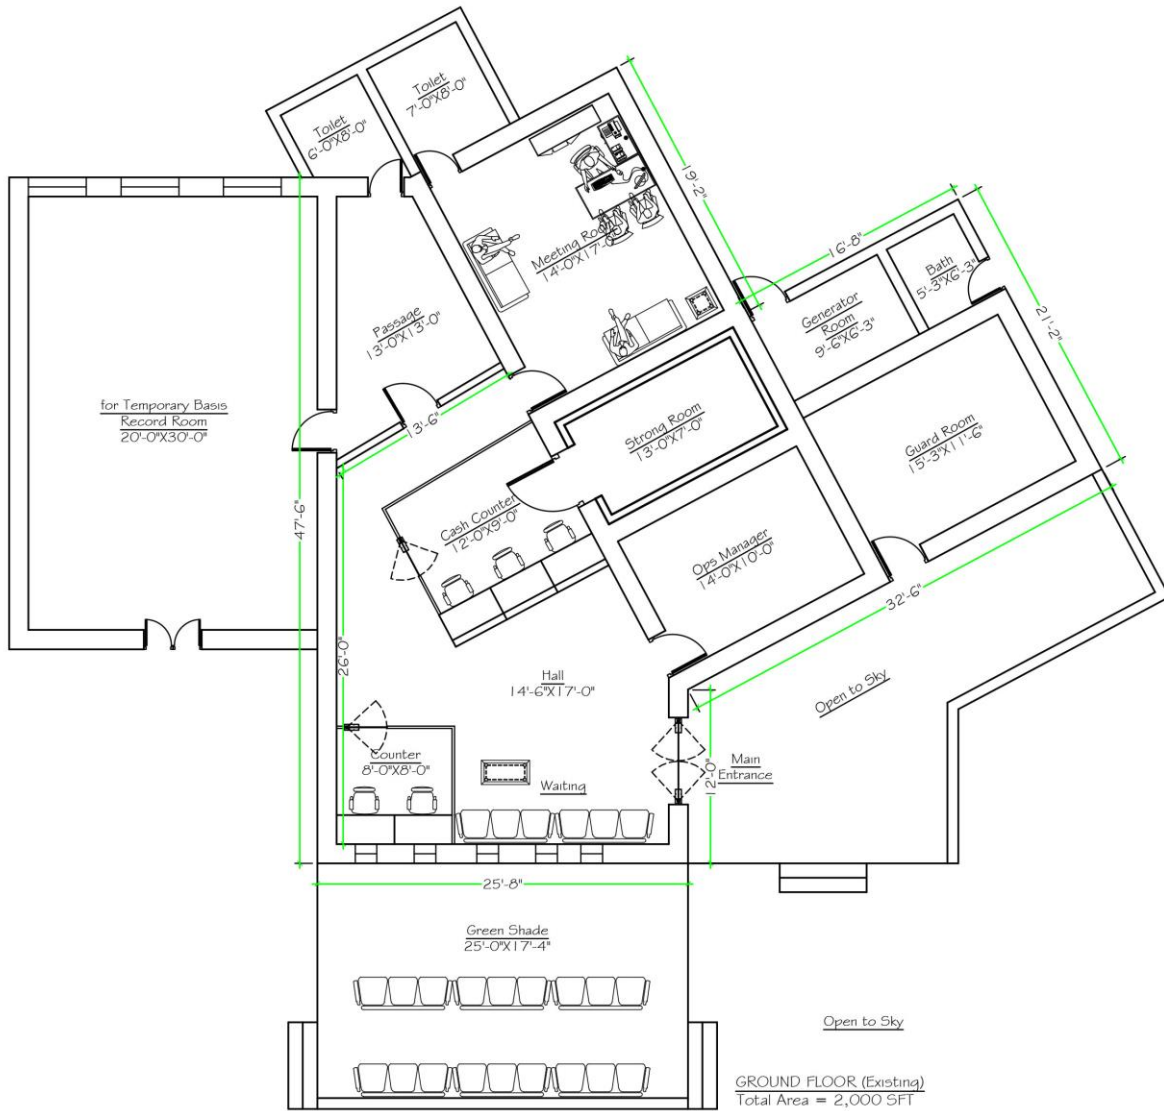 Toilet
7'-0"X8'-0"
Toilet
6'-0"X8'-0"
19'-2"
Meeting Room
14'-0"X17'-0"
16'-8"
Bath
5'-3"X6'-3"
21'-2"
Generator
Room
9'-6"X6'-3"
Passage
13'-0"X13'-0"
for Temporary Basis
Record Room
20'-0"X30'-0"
13'-6"
Strong Room
13'-0"X7'-0"
Guard Room
15'-3"X11'-6"
47'-6"
Cash Counter
12'-0"X9'-0"
Ops Manager
14'-0"X10'-0"
32'-6"
26'-0"
Hall
14'-6"X17'-0"
Open to Sky
Counter
8'-0"X8'-0"
Waiting
Main
Entrance
12'-0"
25'-8"
Green Shade
25'-0"X17'-4"
Open to Sky
GROUND FLOOR (Existing)
Total Area = 2,000 SFT